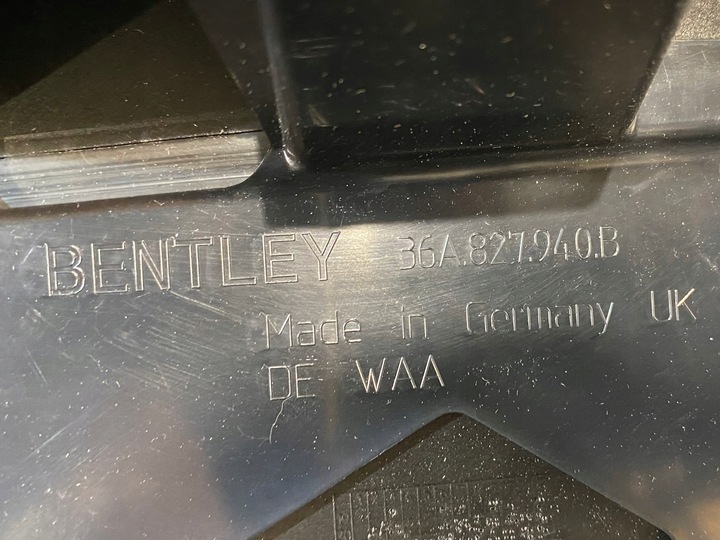 BENTLEY 36A.827.940.B
Made in Germany UK
DE WAA